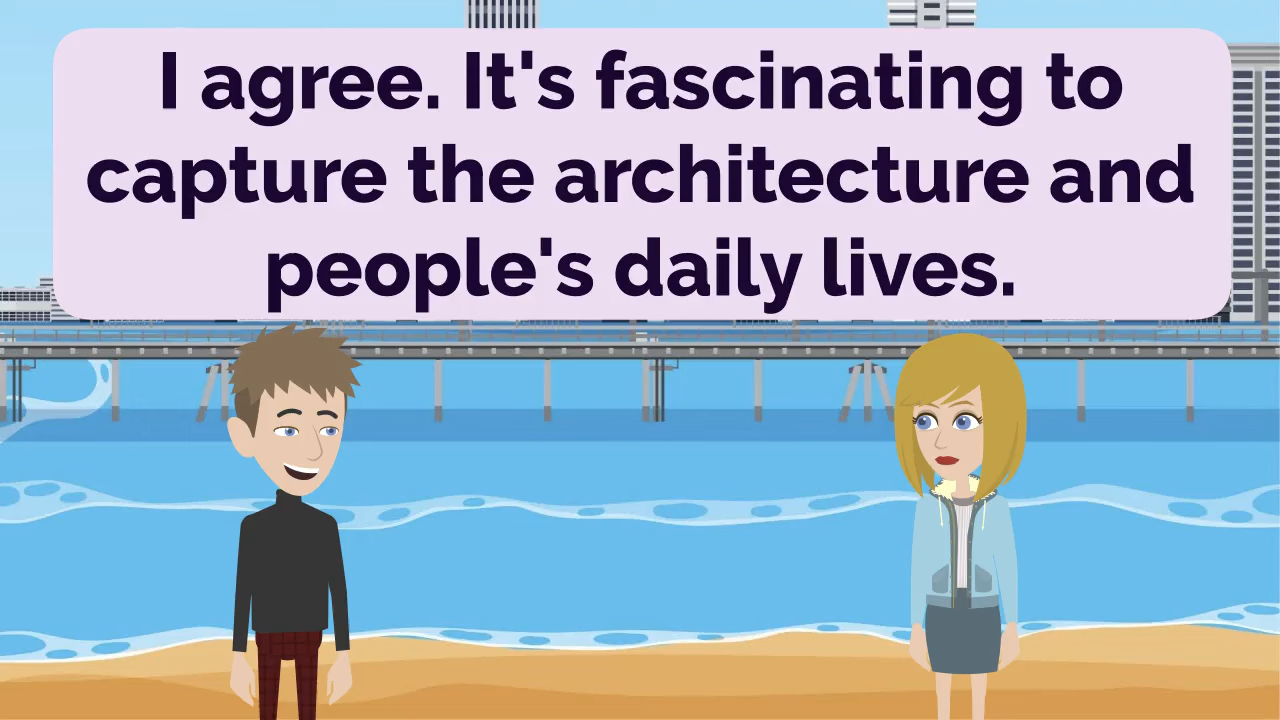 I agree. It's fascinating to
capture the architecture and
people's daily lives.